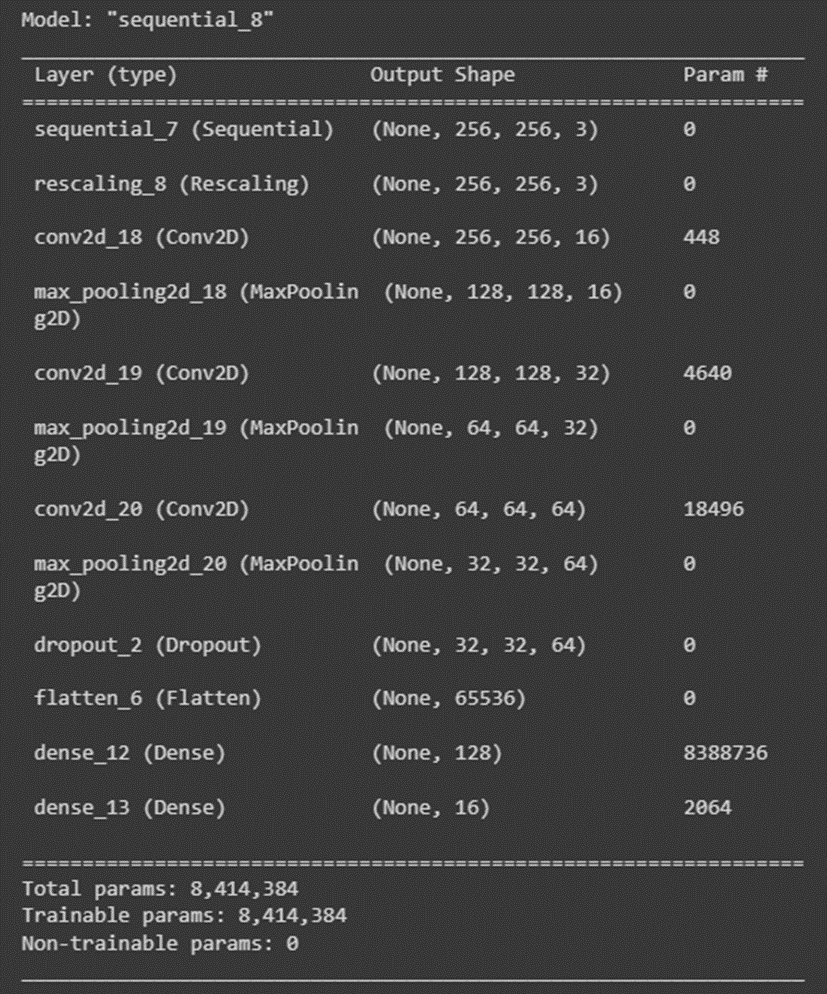 Model: "sequential_8"
Layer (type) Output Shape Param #
sequential_7 (Sequential) (None, 256, 256, 3) 0
rescaling_8 (Rescaling) (None, 256, 256, 3) 0
conv2d_18 (Conv2D) (None, 256, 256, 16) 448
max_pooling2d_18 (MaxPoolin (None, 128, 128, 16) 0
g2D)
conv2d_19 (Conv2D) (None, 128, 128, 32) 4640
max_pooling2d_19 (MaxPoolin (None, 64, 64, 32) 0
g2D)
conv2d_20 (Conv2D) (None, 64, 64, 64) 18496
max_pooling2d_20 (MaxPoolin (None, 32, 32, 64) 0
g2D)
dropout_2 (Dropout) (None, 32, 32, 64) 0
flatten_6 (Flatten) (None, 65536) 0
dense_12 (Dense) (None, 128) 8388736
dense_13 (Dense) (None, 16) 2064
Total params: 8,414,384
Trainable params: 8,414,384
Non-trainable params: 0